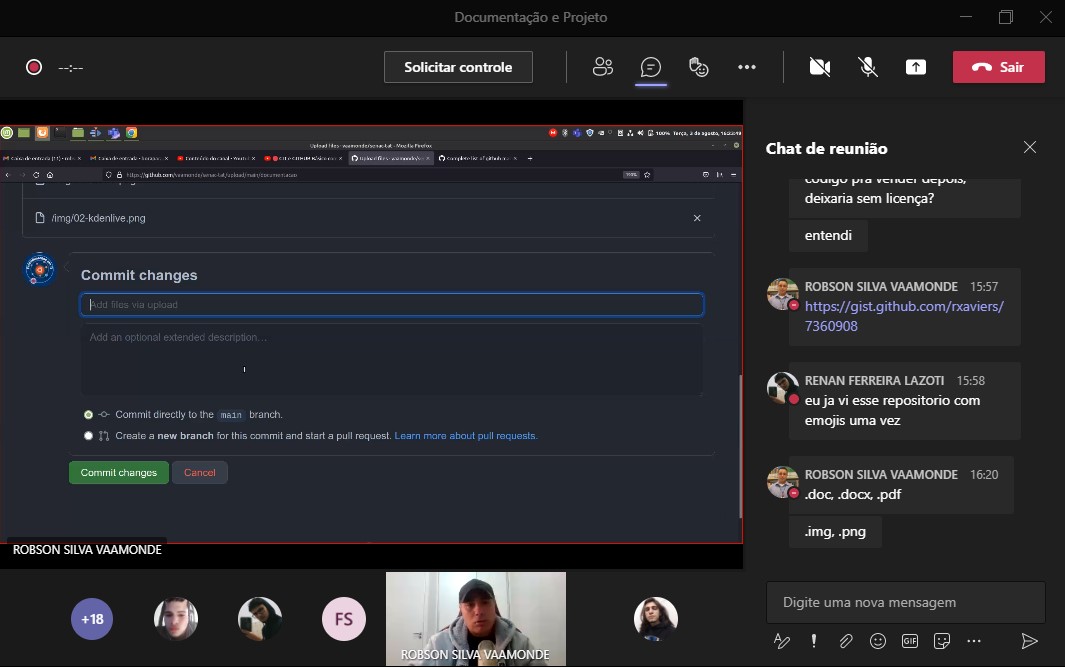 Documentação e Projeto
--:--
Solicitar controle
Sair
100%
Upload files · vaamonde/senac-tat - Mozilla Firefox
https://github.com/vaamonde/senac-tat/upload/main/documentacao
/img/02-kdenlive.png
Commit changes
Add files via upload
Add an optional extended description...
Commit directly to the main branch.
Create a new branch for this commit and start a pull request. Learn more about pull requests.
Commit changes
Cancel
ROBSON SILVA VAAMONDE
+18
FS
ROBSON SILVA VAAMONDE
Chat de reunião
codigo pra vender depois,
deixaria sem licença?
entendi
ROBSON SILVA VAAMONDE 15:57
https://gist.github.com/rxaviers/
7360908
RENAN FERREIRA LAZOTI 15:58
eu ja vi esse repositorio com
emojis uma vez
ROBSON SILVA VAAMONDE 16:20
.doc, .docx, .pdf
.img, .png
Digite uma nova mensagem
GIF